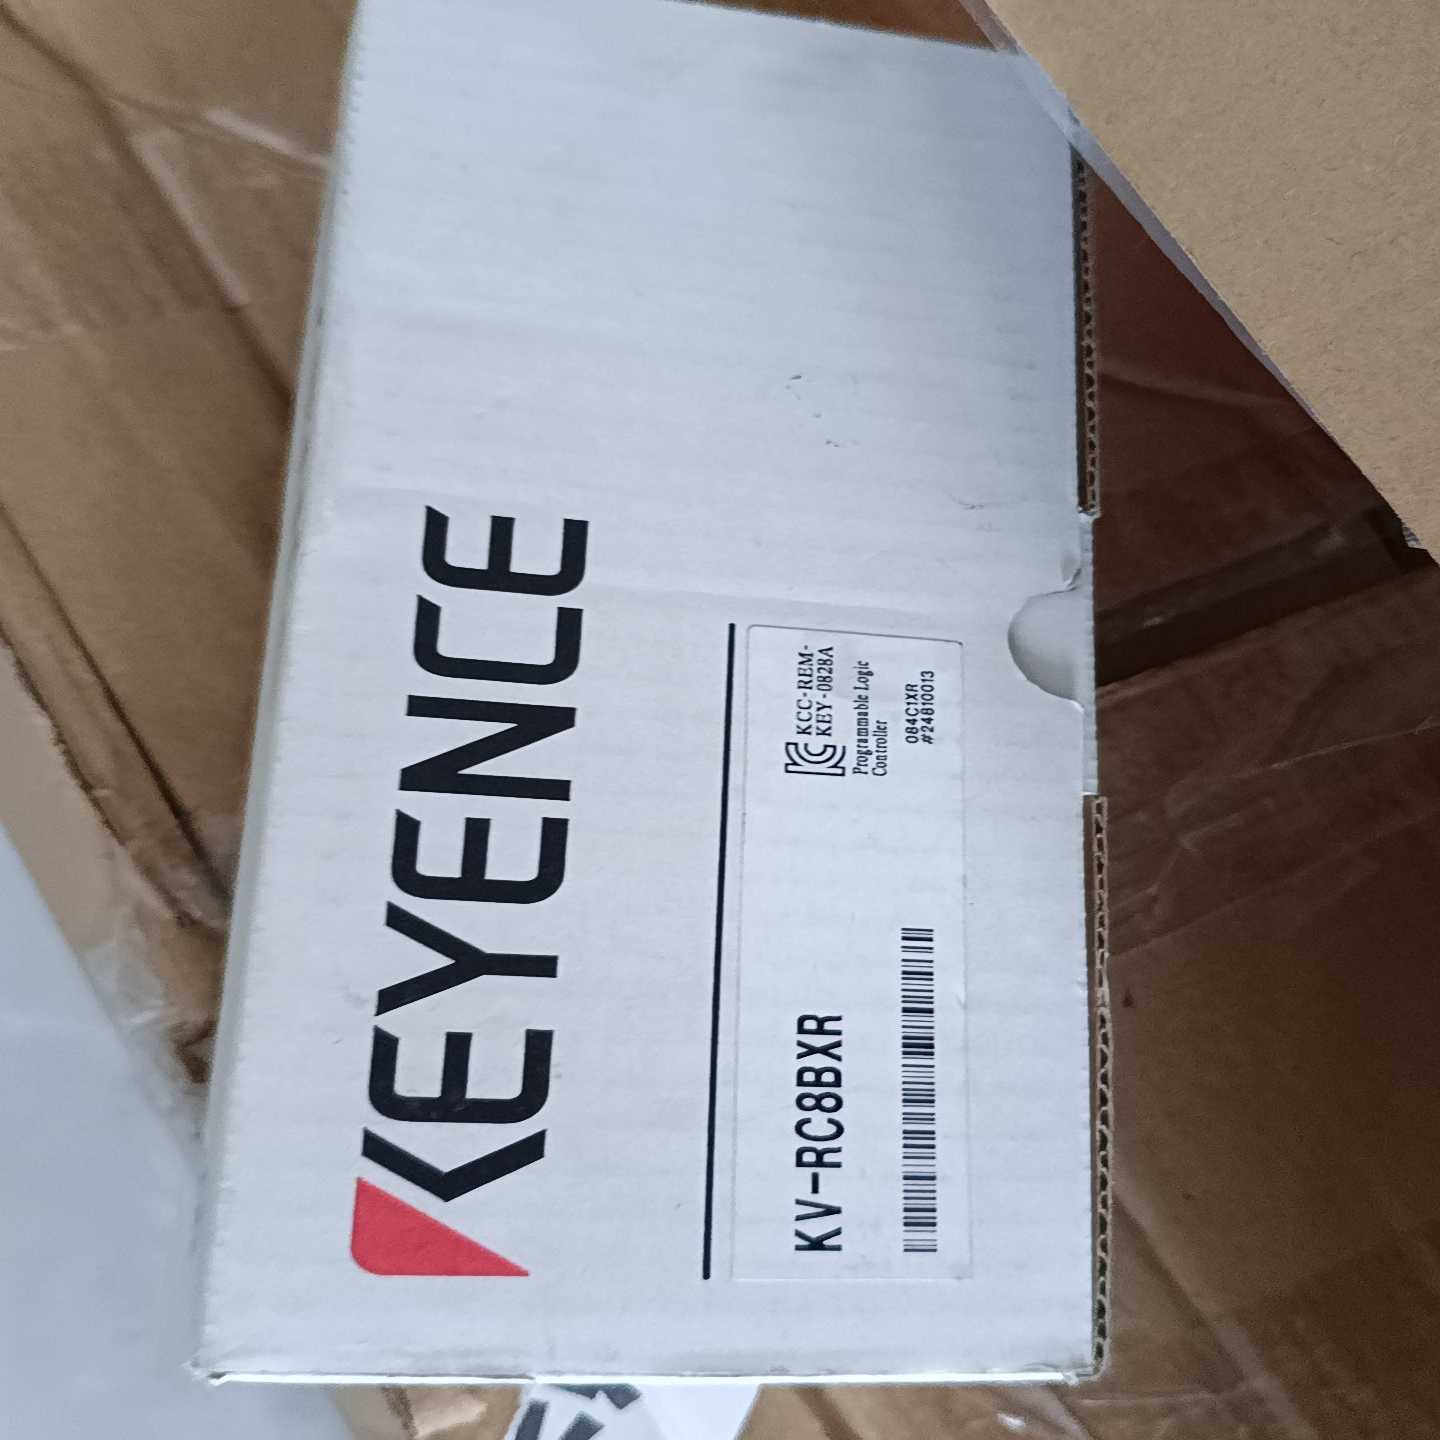 KEYENCE
KV-RC8BXR
KCC-REM-
KEY-0828A
Programmable Logic
Controller
084C1XR
#24810013